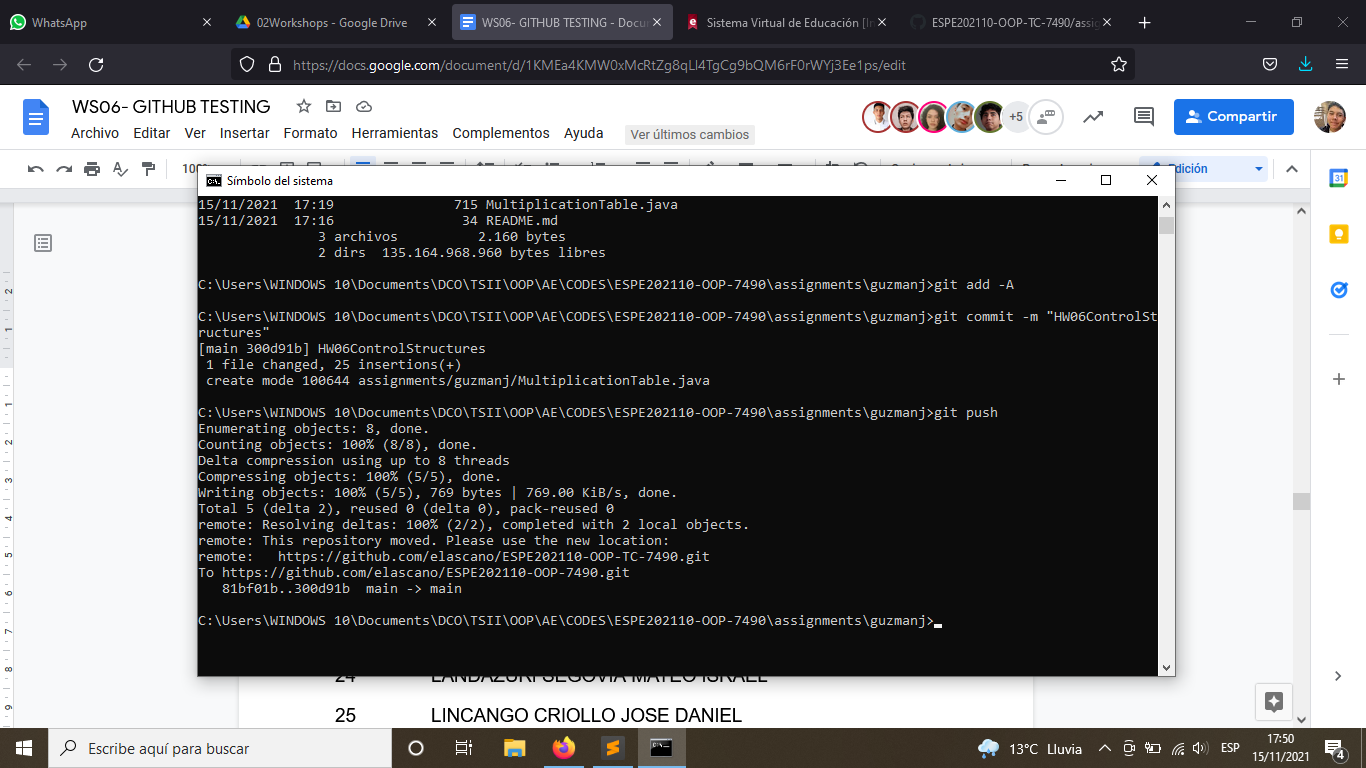 WhatsApp
02Workshops - Google Drive
WS06- GITHUB TESTING - Docu
Sistema Virtual de Educación [In
ESPE202110-OOP-TC-7490/assig
https://docs.google.com/document/d/1KMEa4KMW0xMcRtZg8qLl4TgCg9bQM6rF0rWYj3Ee1ps/edit
WS06- GITHUB TESTING
Archivo Editar Ver Insertar Formato Herramientas Complementos Ayuda
Ver últimos cambios
+5
Compartir
Edición
Símbolo del sistema
15/11/2021  17:19               715 MultiplicationTable.java
15/11/2021  17:16                34 README.md
3 archivos          2.160 bytes
2 dirs  135.164.968.960 bytes libres
C:\Users\WINDOWS 10\Documents\DCO\TSII\OOP\AE\CODES\ESPE202110-OOP-7490\assignments\guzmanj>git add -A
C:\Users\WINDOWS 10\Documents\DCO\TSII\OOP\AE\CODES\ESPE202110-OOP-7490\assignments\guzmanj>git commit -m "HW06ControlSt
ructures"
[main 300d91b] HW06ControlStructures
1 file changed, 25 insertions(+)
create mode 100644 assignments/guzmanj/MultiplicationTable.java
C:\Users\WINDOWS 10\Documents\DCO\TSII\OOP\AE\CODES\ESPE202110-OOP-7490\assignments\guzmanj>git push
Enumerating objects: 8, done.
Counting objects: 100% (8/8), done.
Delta compression using up to 8 threads
Compressing objects: 100% (5/5), done.
Writing objects: 100% (5/5), 769 bytes | 769.00 KiB/s, done.
Total 5 (delta 2), reused 0 (delta 0), pack-reused 0
remote: Resolving deltas: 100% (2/2), completed with 2 local objects.
remote: This repository moved. Please use the new location:
remote:   https://github.com/elascano/ESPE202110-OOP-TC-7490.git
To https://github.com/elascano/ESPE202110-OOP-7490.git
81bf01b..300d91b  main -> main
C:\Users\WINDOWS 10\Documents\DCO\TSII\OOP\AE\CODES\ESPE202110-OOP-7490\assignments\guzmanj>
24 LANDAZURI SEGOVIA MATEO ISRAEL
25 LINCANGO CRIOLLO JOSE DANIEL
Escribe aquí para buscar
13°C Lluvia
ESP
17:50
15/11/2021
4